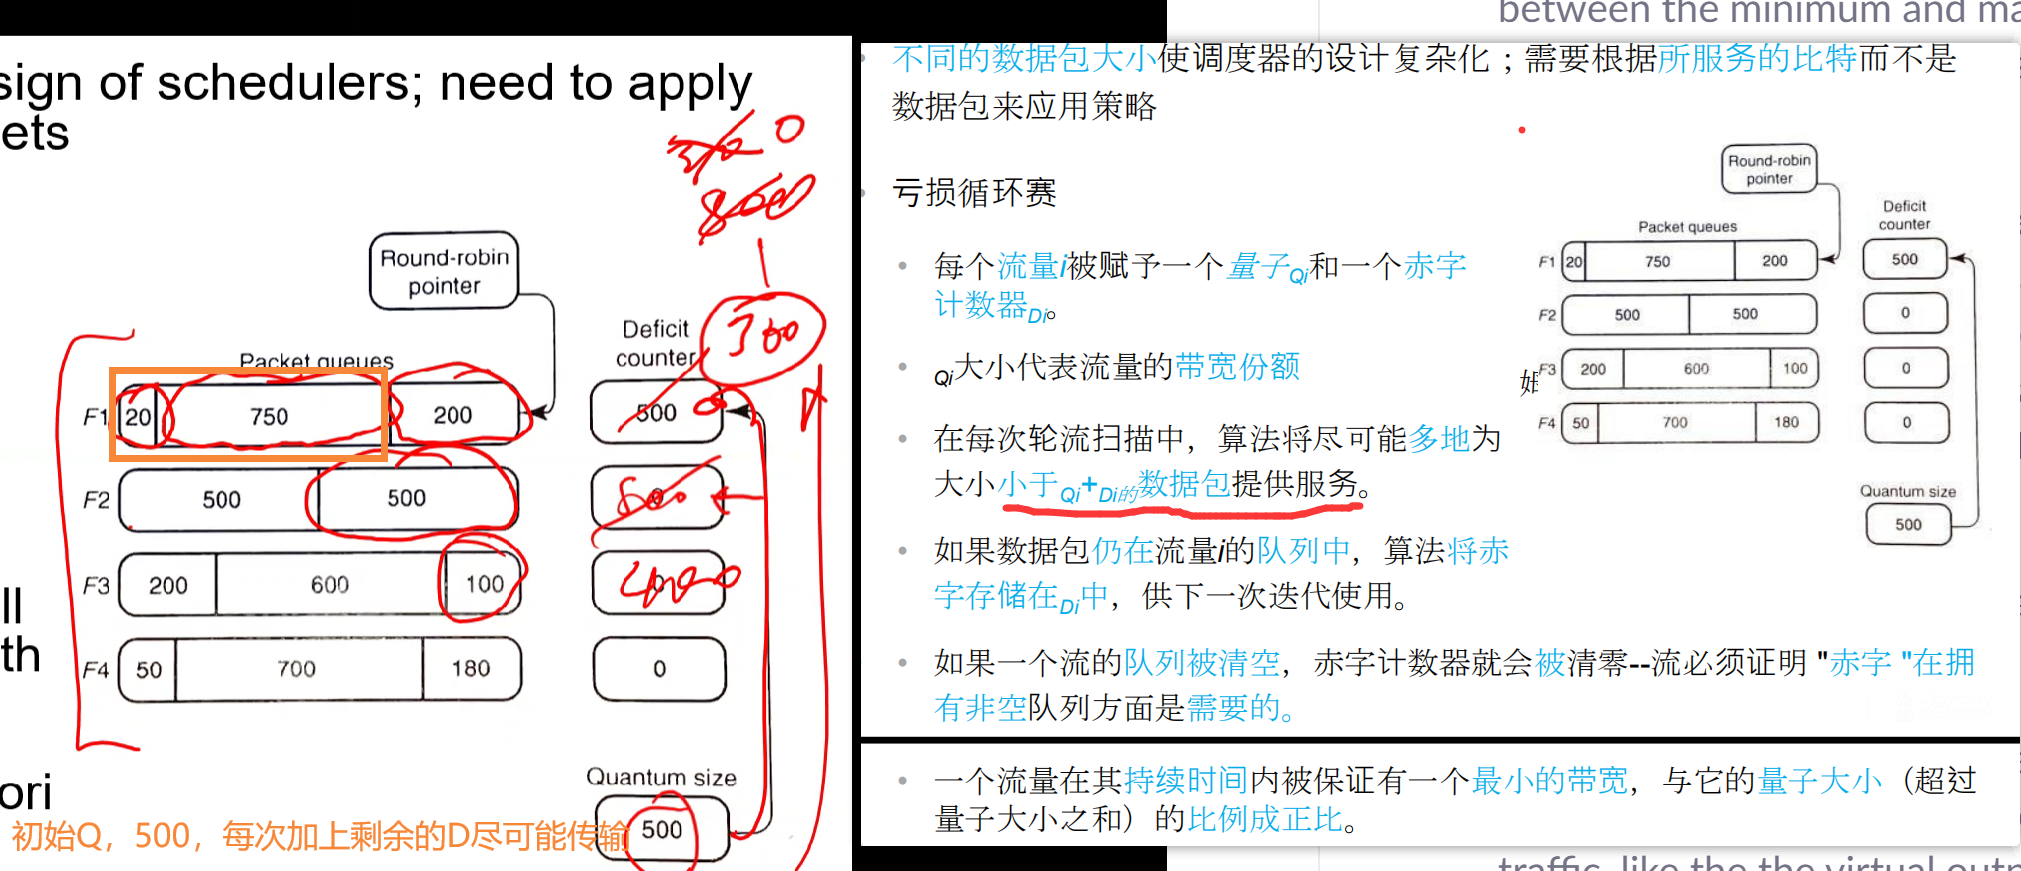 between the minimum and ma
sign of schedulers; need to apply
ets
0
800
300
Round-robin
pointer
Packet queues
Deficit
counter
F1 20 750 200 500
F2 500 500
F3 200 600 100
F4 50 700 180 0
ll
th
Quantum size
500
ori
初始Q，500，每次加上剩余的D尽可能传输
不同的数据包大小使调度器的设计复杂化；需要根据所服务的比特而不是
数据包来应用策略
亏损循环赛
每个流量i被赋予一个量子Qi和一个赤字
计数器Di。
Qi大小代表流量的带宽份额
在每次轮流扫描中，算法将尽可能多地为
大小小于Qi+Di的数据包提供服务。
如果数据包仍在流量i的队列中，算法将赤
字存储在Di中，供下一次迭代使用。
如果一个流的队列被清空，赤字计数器就会被清零--流必须证明 "赤字 "在拥
有非空队列方面是需要的。
Round-robin
pointer
Packet queues
Deficit
counter
F1 20 750 200 500
F2 500 500 0
F3 200 600 100 0
F4 50 700 180 0
Quantum size
500
一个流量在其持续时间内被保证有一个最小的带宽，与它的量子大小（超过
量子大小之和）的比例成正比。
traffic, like the the virtual outp